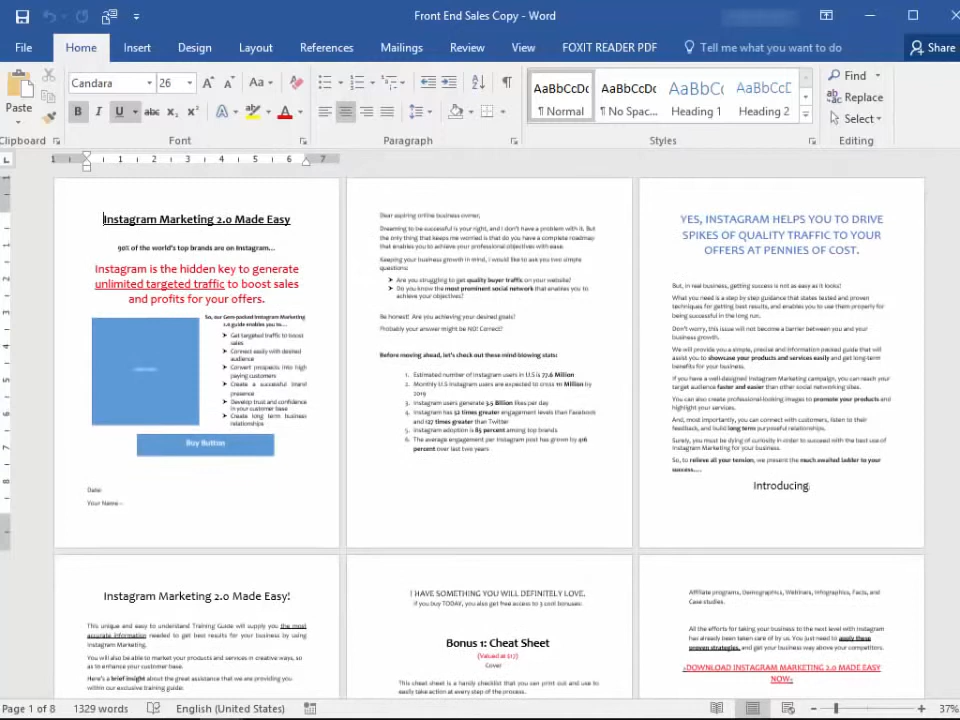 Front End Sales Copy - Word
File Home Insert Design Layout References Mailings Review View FOXIT READER PDF Tell me what you want to do Share
Paste
Candara 26
Aa
AaBbCcDc AaBbCcDc AaBbCc AaBbCcD
¶ Normal ¶ No Spac... Heading 1 Heading 2
Find
Replace
Select
Clipboard Font Paragraph Styles Editing
1 1 2 3 4 5 6 7
Instagram Marketing 2.0 Made Easy
90% of the world's top brands are on Instagram...
Instagram is the hidden key to generate
unlimited targeted traffic to boost sales
and profits for your offers.
So, our Gem-packed Instagram Marketing
2.0 guide enables you to...
Get targeted traffic to boost
sales
Connect easily with desired
audience
Convert prospects into high
paying customers
Create a successful brand
presence
Develop trust and confidence
in your customer base
Create long term business
relationships
Buy Button
Date:
Your Name –
Dear aspiring online business owner,
Dreaming to be successful is your right, and I don't have a problem with it. But
the only thing that keeps me worried is that do you have a complete roadmap
that enables you to achieve your professional objectives with ease.
Keeping your business growth in mind, I would like to ask you two simple
questions:
Are you struggling to get quality buyer traffic on your website?
Do you know the most prominent social network that enables you to
achieve your objectives?
Be honest! Are you achieving your desired goals?
Probably your answer might be NO! Correct?
Before moving ahead, let's check out these mind-blowing stats:
1. Estimated number of Instagram users in U.S is 77.6 Million
2. Monthly U.S Instagram users are expected to cross 111 Million by
2019
3. Instagram users generate 3.5 Billion likes per day
4. Instagram has 52 times greater engagement levels than Facebook
and 127 times greater than Twitter
5. Instagram adoption is 85 percent among top brands
6. The average engagement per Instagram post has grown by 416
percent over last two years
YES, INSTAGRAM HELPS YOU TO DRIVE
SPIKES OF QUALITY TRAFFIC TO YOUR
OFFERS AT PENNIES OF COST.
But, in real business, getting success is not as easy as it looks!
What you need is a step by step guidance that states tested and proven
techniques for getting best results, and enables you to use them properly for
being successful in the long run.
Don't worry, this issue will not become a barrier between you and your
business growth.
We will provide you a simple, precise and information packed guide that will
assist you to showcase your products and services easily and get long-term
benefits for your business.
If you have a well-designed Instagram Marketing campaign, you can reach your
target audience faster and easier than other social networking sites.
You can also create professional-looking images to promote your products and
highlight your services.
And, most importantly, you can connect with customers, listen to their
feedback, and build long term purposeful relationships.
Surely, you must be dying of curiosity in order to succeed with the best use of
Instagram Marketing for your business.
So, to relieve all your tension, we present the much awaited ladder to your
success....
Introducing
Instagram Marketing 2.0 Made Easy!
This unique and easy to understand Training Guide will supply you the most
accurate information needed to get best results for your business by using
Instagram Marketing.
You will also be able to market your products and services in creative ways, so
as to enhance your customer base.
Here's a brief insight about the great assistance that we are providing you
within our exclusive training guide:
I HAVE SOMETHING YOU WILL DEFINITELY LOVE.
If you buy TODAY, you also get free access to 3 cool bonuses:
Bonus 1: Cheat Sheet
(Valued at $17)
Cover
This cheat sheet is a handy checklist that you can print out and use to
easily take action at every step of the process.
Affiliate programs, Demographics, Webinars, Infographics, Facts, and
Case studies.
All the efforts for taking your business to the next level with Instagram
has already been taken care of by us. You just need to apply these
proven strategies, and get your business way above your competitors.
>DOWNLOAD INSTAGRAM MARKETING 2.0 MADE EASY
NOW<
Page 1 of 8 1329 words English (United States) 37%